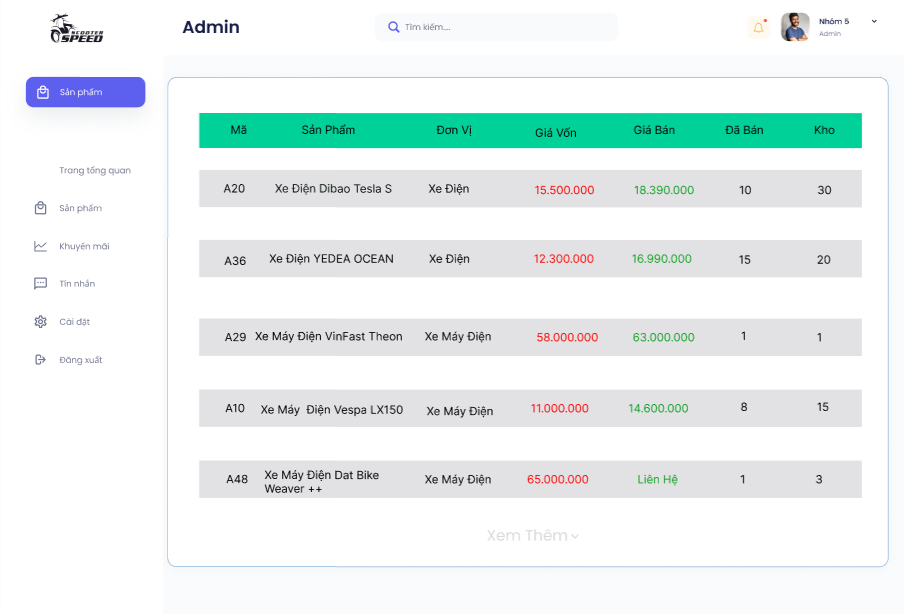 SCOOTER
SPEED
Admin
Tìm kiếm...
Nhóm 5
Admin
Sản phẩm
Trang tổng quan
Sản phẩm
Khuyến mãi
Tin nhắn
Cài đặt
Đăng xuất
Mã Sản Phẩm Đơn Vị Giá Vốn Giá Bán Đã Bán Kho
A20 Xe Điện Dibao Tesla S Xe Điện 15.500.000 18.390.000 10 30
A36 Xe Điện YEDEA OCEAN Xe Điện 12.300.000 16.990.000 15 20
A29 Xe Máy Điện VinFast Theon Xe Máy Điện 58.000.000 63.000.000 1 1
A10 Xe Máy Điện Vespa LX150 Xe Máy Điện 11.000.000 14.600.000 8 15
A48 Xe Máy Điện Dat Bike Xe Máy Điện 65.000.000 Liên Hệ 1 3
Weaver ++
Xem Thêm